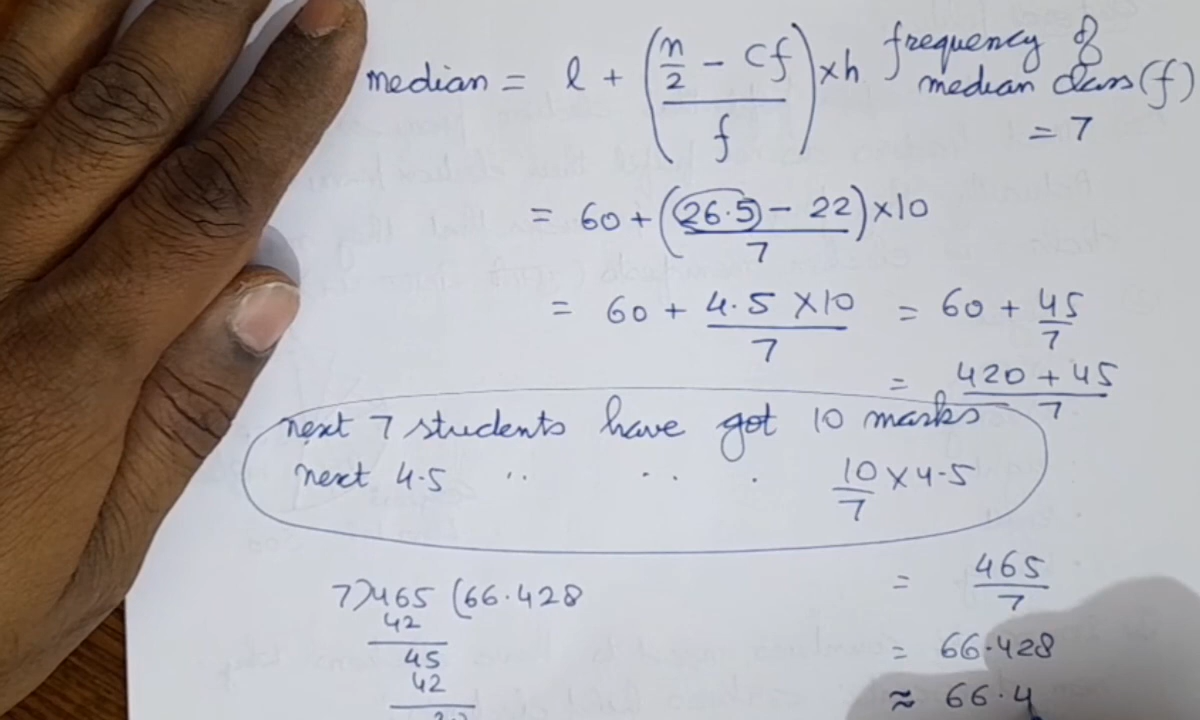 median = l + ( (n/2 - cf) / f ) × h
frequency of
median class (f)
= 7
= 60 + ( (26.5 - 22) / 7 ) × 10
= 60 + (4.5 × 10) / 7 = 60 + 45/7
= (420 + 45) / 7
next 7 students have got 10 marks
next 4.5 " " " 10/7 × 4.5
= 465/7
7)465(66.428
42
45
42
= 66.428
≈ 66.4